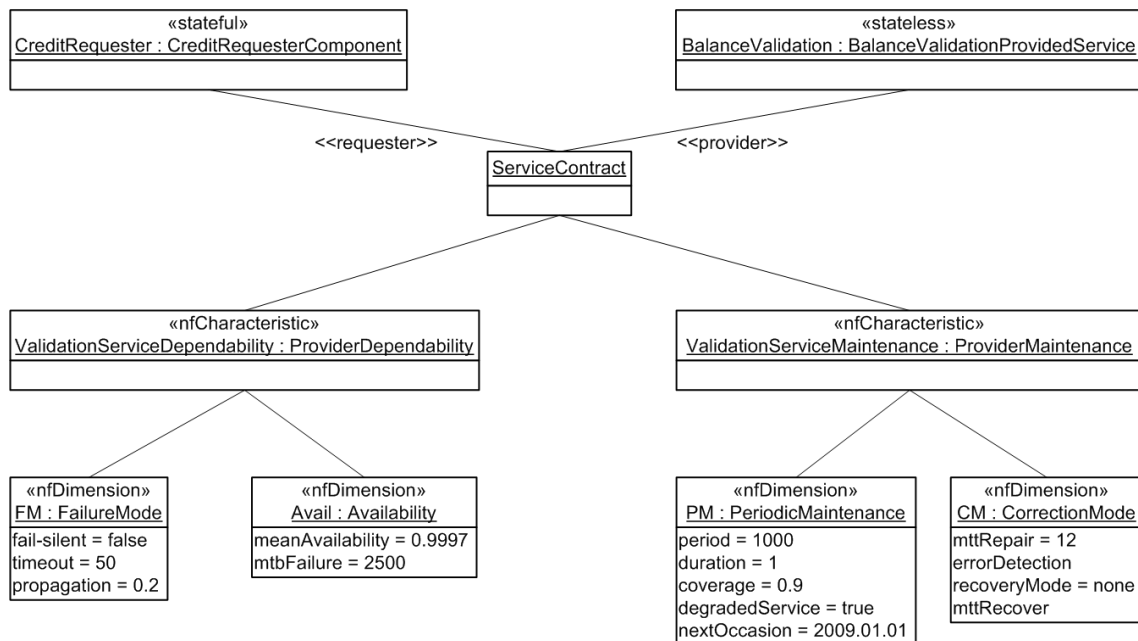 «stateful»
CreditRequester : CreditRequesterComponent
«stateless»
BalanceValidation : BalanceValidationProvidedService
<<requester>>
<<provider>>
ServiceContract
«nfCharacteristic»
ValidationServiceDependability : ProviderDependability
«nfCharacteristic»
ValidationServiceMaintenance : ProviderMaintenance
«nfDimension»
FM : FailureMode
fail-silent = false
timeout = 50
propagation = 0.2
«nfDimension»
Avail : Availability
meanAvailability = 0.9997
mtbFailure = 2500
«nfDimension»
PM : PeriodicMaintenance
period = 1000
duration = 1
coverage = 0.9
degradedService = true
nextOccasion = 2009.01.01
«nfDimension»
CM : CorrectionMode
mttRepair = 12
errorDetection
recoveryMode = none
mttRecover